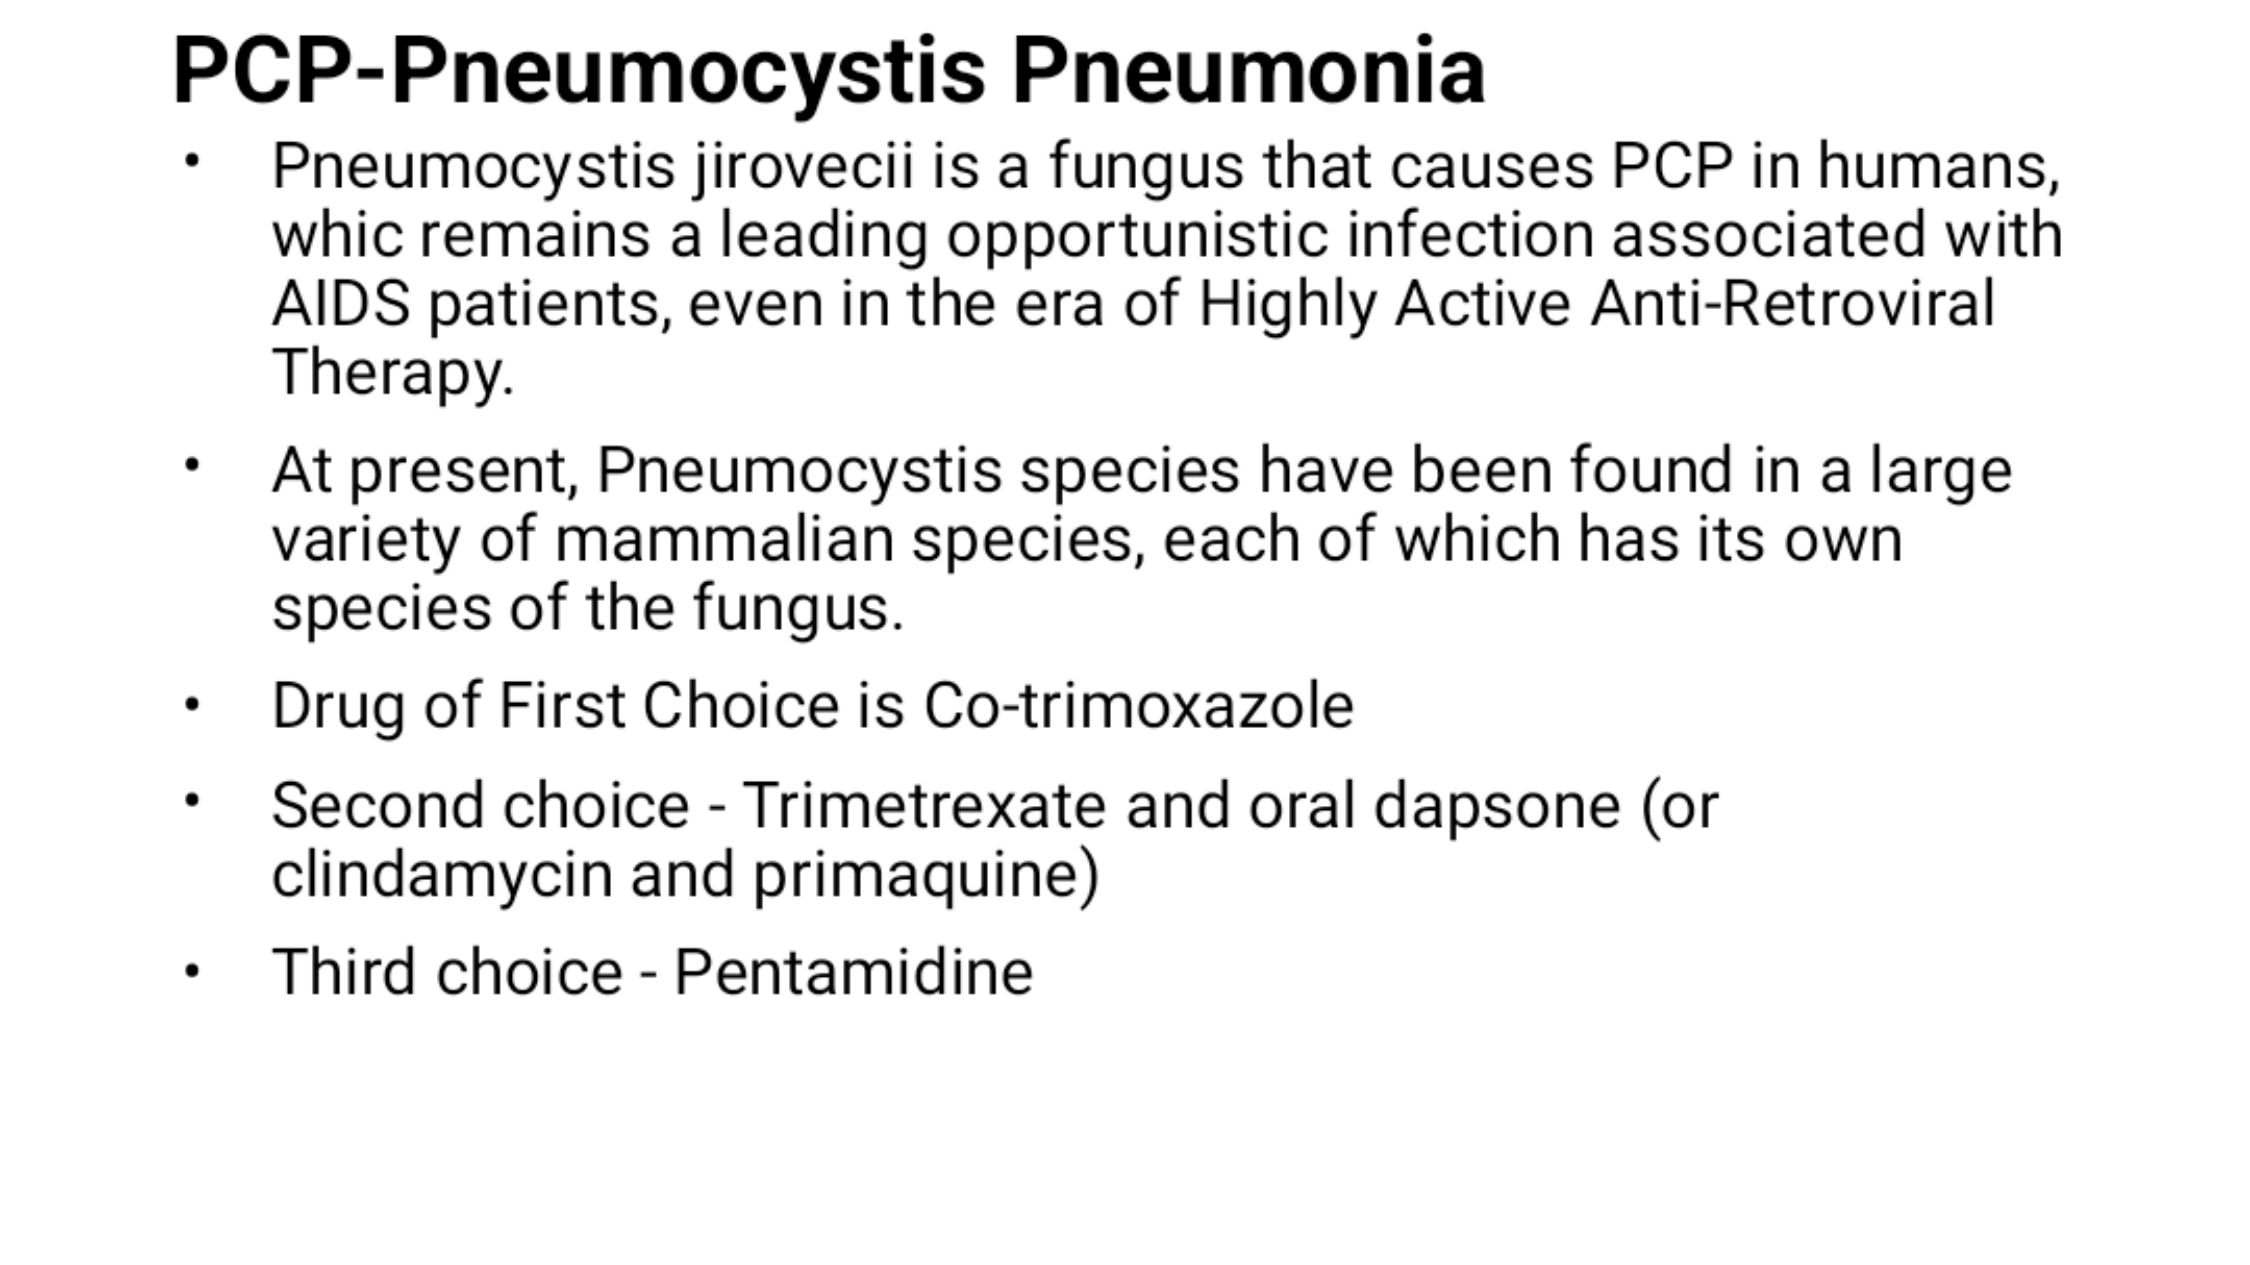 PCP-Pneumocystis Pneumonia
• Pneumocystis jirovecii is a fungus that causes PCP in humans,
whic remains a leading opportunistic infection associated with
AIDS patients, even in the era of Highly Active Anti-Retroviral
Therapy.
• At present, Pneumocystis species have been found in a large
variety of mammalian species, each of which has its own
species of the fungus.
• Drug of First Choice is Co-trimoxazole
• Second choice - Trimetrexate and oral dapsone (or
clindamycin and primaquine)
• Third choice - Pentamidine